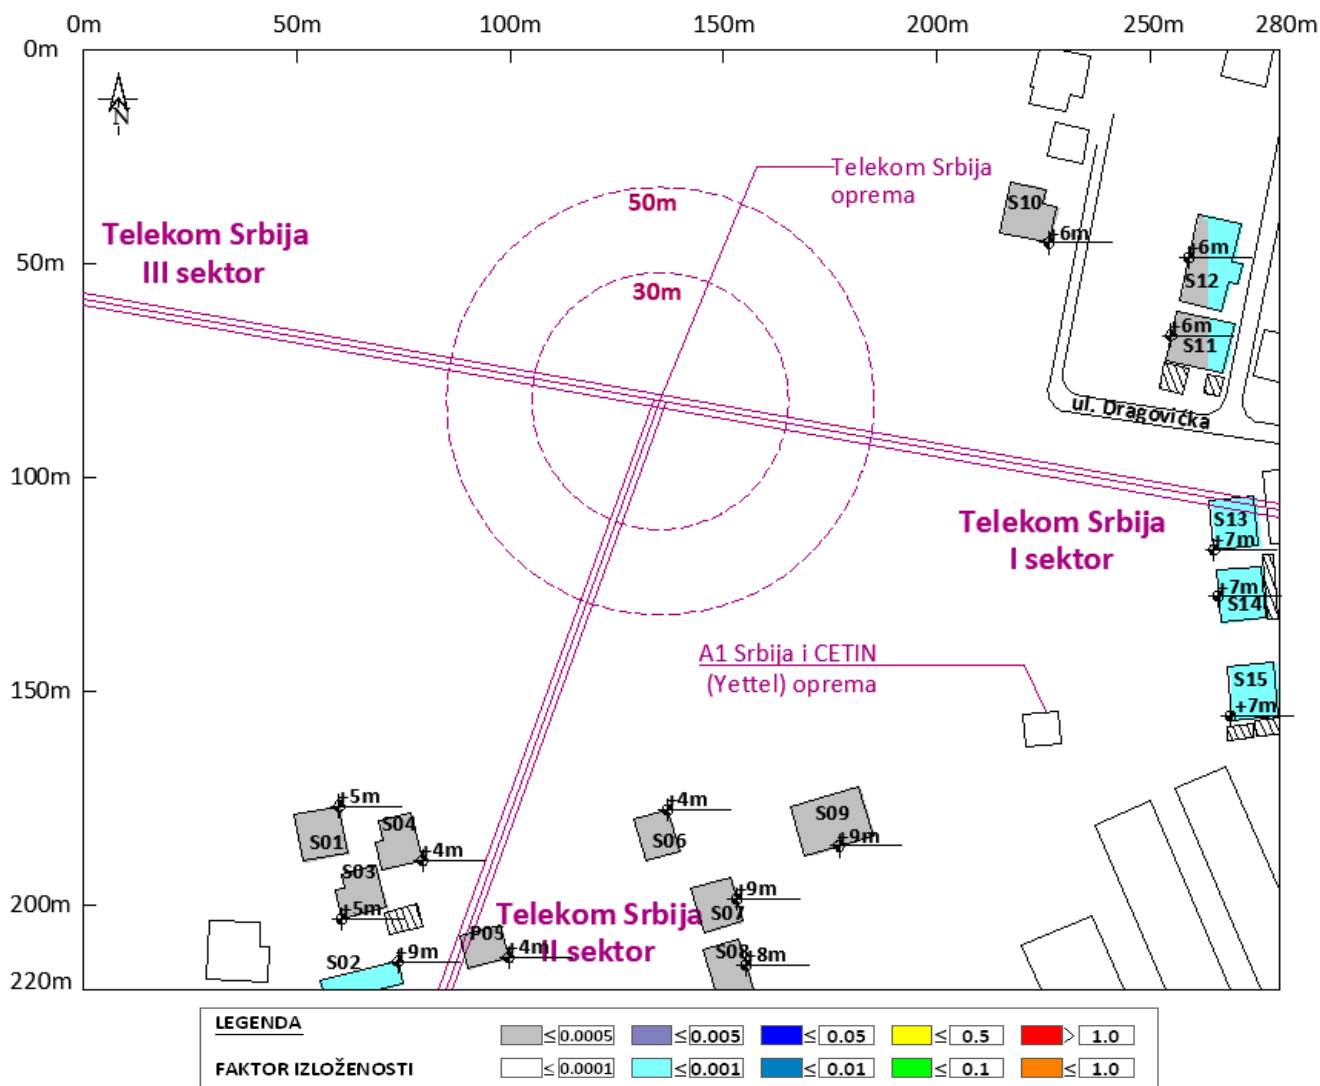 0m 50m 100m 150m 200m 250m 280m
0m
50m
100m
150m
200m
220m
N
Telekom Srbija
oprema
50m
30m
Telekom Srbija
III sektor
S10
+6m
+6m
S12
+6m
S11
ul. Dragovićka
Telekom Srbija
I sektor
S13
+7m
+7m
S14
A1 Srbija i CETIN
(Yettel) oprema
S15
+7m
+5m
S01
S04
+4m
S03
+5m
+4m
S06
S09
+9m
+9m
S07
Telekom Srbija
II sektor
P05
+4m
S02
+9m
S08
+8m
LEGENDA
≤ 0.0005 ≤ 0.005 ≤ 0.05 ≤ 0.5 > 1.0
FAKTOR IZLOŽENOSTI
≤ 0.0001 ≤ 0.001 ≤ 0.01 ≤ 0.1 ≤ 1.0